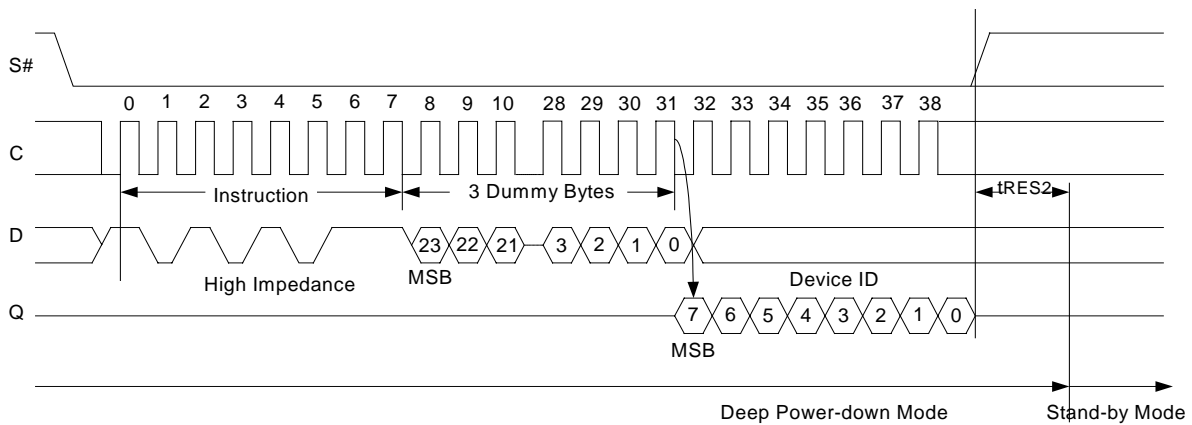 S#
0 1 2 3 4 5 6 7 8 9 10 28 29 30 31 32 33 34 35 36 37 38
C
Instruction 3 Dummy Bytes tRES2
D
23 22 21 3 2 1 0
MSB
High Impedance Device ID
Q
7 6 5 4 3 2 1 0
MSB
Deep Power-down Mode Stand-by Mode